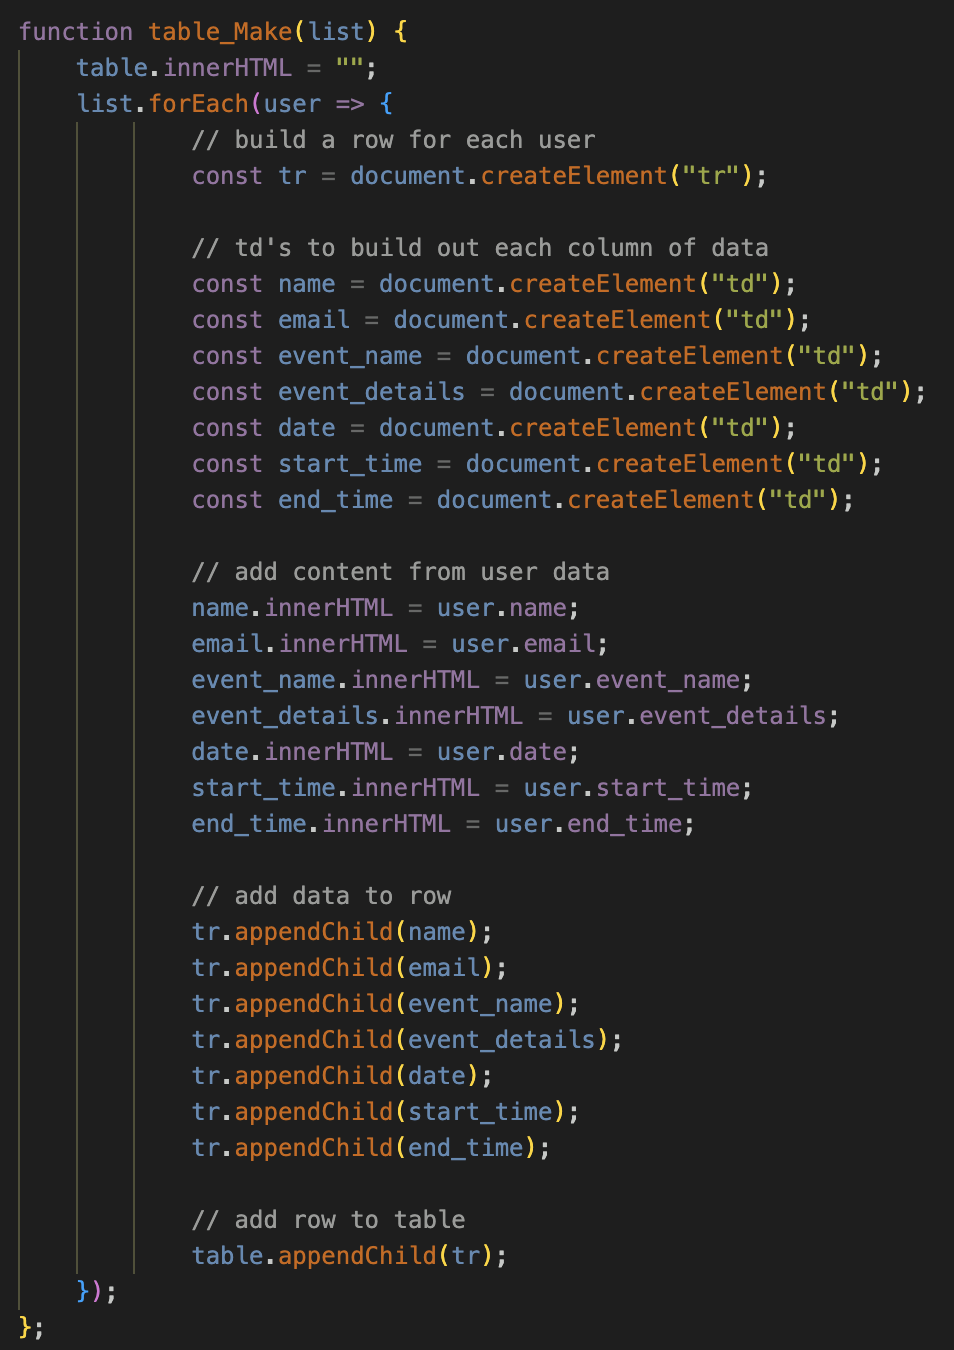 function table_Make(list) {
    table.innerHTML = "";
    list.forEach(user => {
            // build a row for each user
            const tr = document.createElement("tr");

            // td's to build out each column of data
            const name = document.createElement("td");
            const email = document.createElement("td");
            const event_name = document.createElement("td");
            const event_details = document.createElement("td");
            const date = document.createElement("td");
            const start_time = document.createElement("td");
            const end_time = document.createElement("td");

            // add content from user data
            name.innerHTML = user.name;
            email.innerHTML = user.email;
            event_name.innerHTML = user.event_name;
            event_details.innerHTML = user.event_details;
            date.innerHTML = user.date;
            start_time.innerHTML = user.start_time;
            end_time.innerHTML = user.end_time;

            // add data to row
            tr.appendChild(name);
            tr.appendChild(email);
            tr.appendChild(event_name);
            tr.appendChild(event_details);
            tr.appendChild(date);
            tr.appendChild(start_time);
            tr.appendChild(end_time);

            // add row to table
            table.appendChild(tr);
    });
};